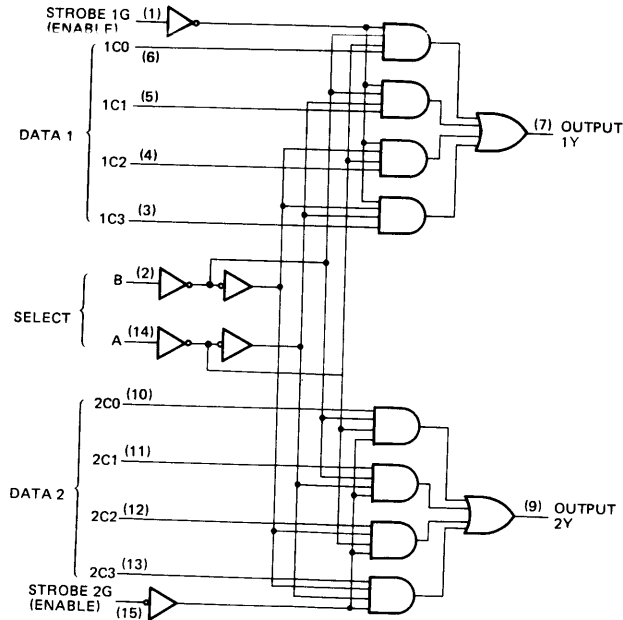 STROBE 1G (1)
(ENABLE)
1C0
(6)
1C1 (5)
DATA 1
1C2 (4)
1C3 (3)
(7) OUTPUT
1Y
B (2)
SELECT
A (14)
2C0 (10)
2C1 (11)
DATA 2
2C2 (12)
2C3 (13)
(9) OUTPUT
2Y
STROBE 2G
(ENABLE) (15)